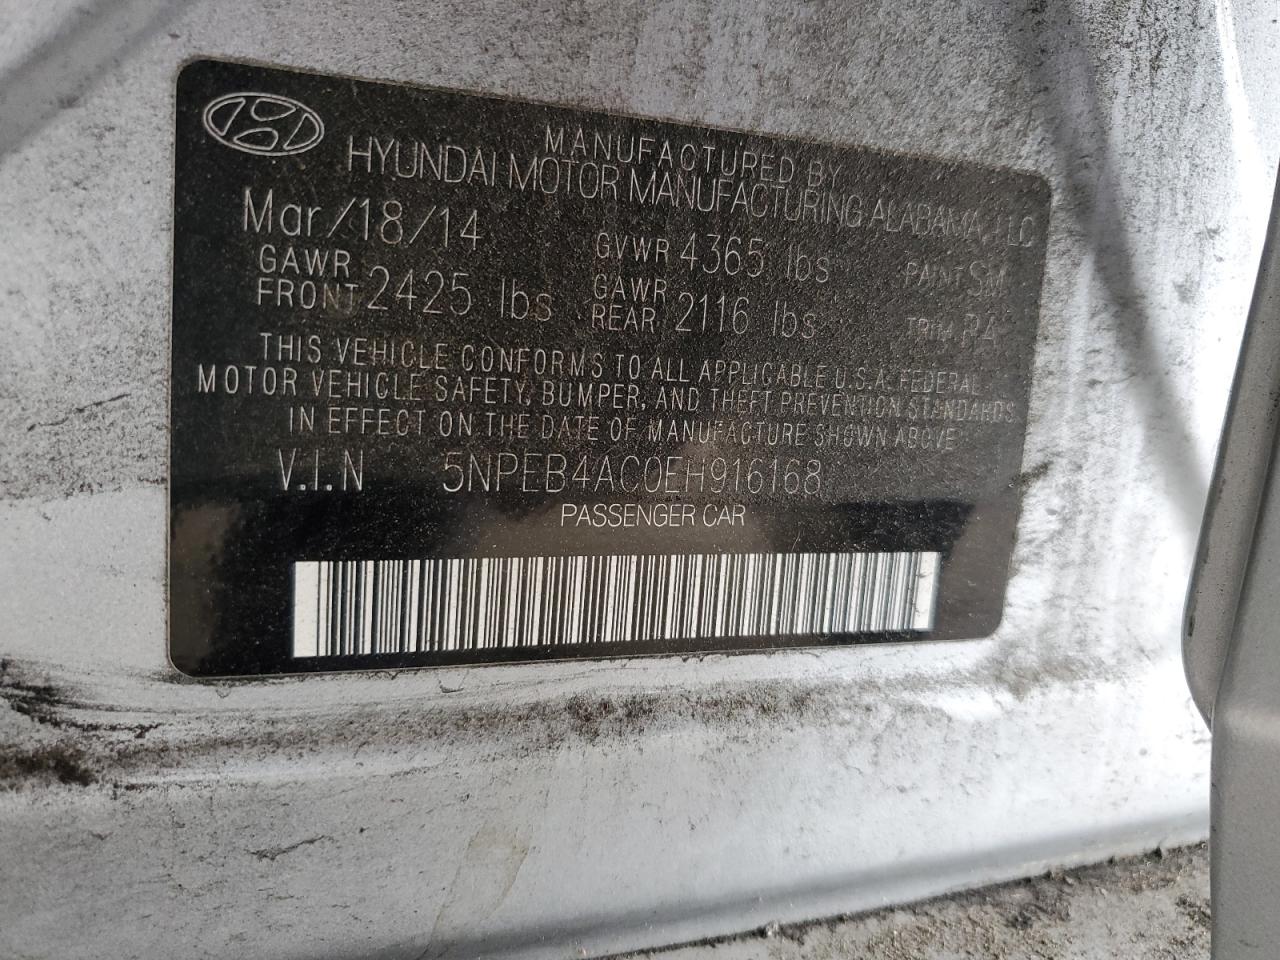 MANUFACTURED BY
HYUNDAI MOTOR MANUFACTURING ALABAMA, LLC
Mar/18/14 GVWR 4365 lbs PAINT SM
GAWR FRONT 2425 lbs GAWR REAR 2116 lbs TRIM RA
THIS VEHICLE CONFORMS TO ALL APPLICABLE U.S.A. FEDERAL
MOTOR VEHICLE SAFETY, BUMPER, AND THEFT PREVENTION STANDARDS
IN EFFECT ON THE DATE OF MANUFACTURE SHOWN ABOVE
V.I.N 5NPEB4AC0EH916168
PASSENGER CAR